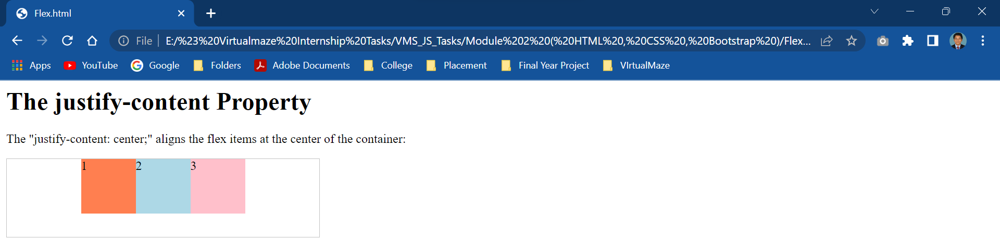 Flex.html
File E:/%23%20Virtualmaze%20Internship%20Tasks/VMS_JS_Tasks/Module%202%20(%20HTML%20,%20CSS%20,%20Bootstrap%20)/Flex...
Apps YouTube Google Folders Adobe Documents College Placement Final Year Project VIrtualMaze
The justify-content Property
The "justify-content: center;" aligns the flex items at the center of the container:
1 2 3